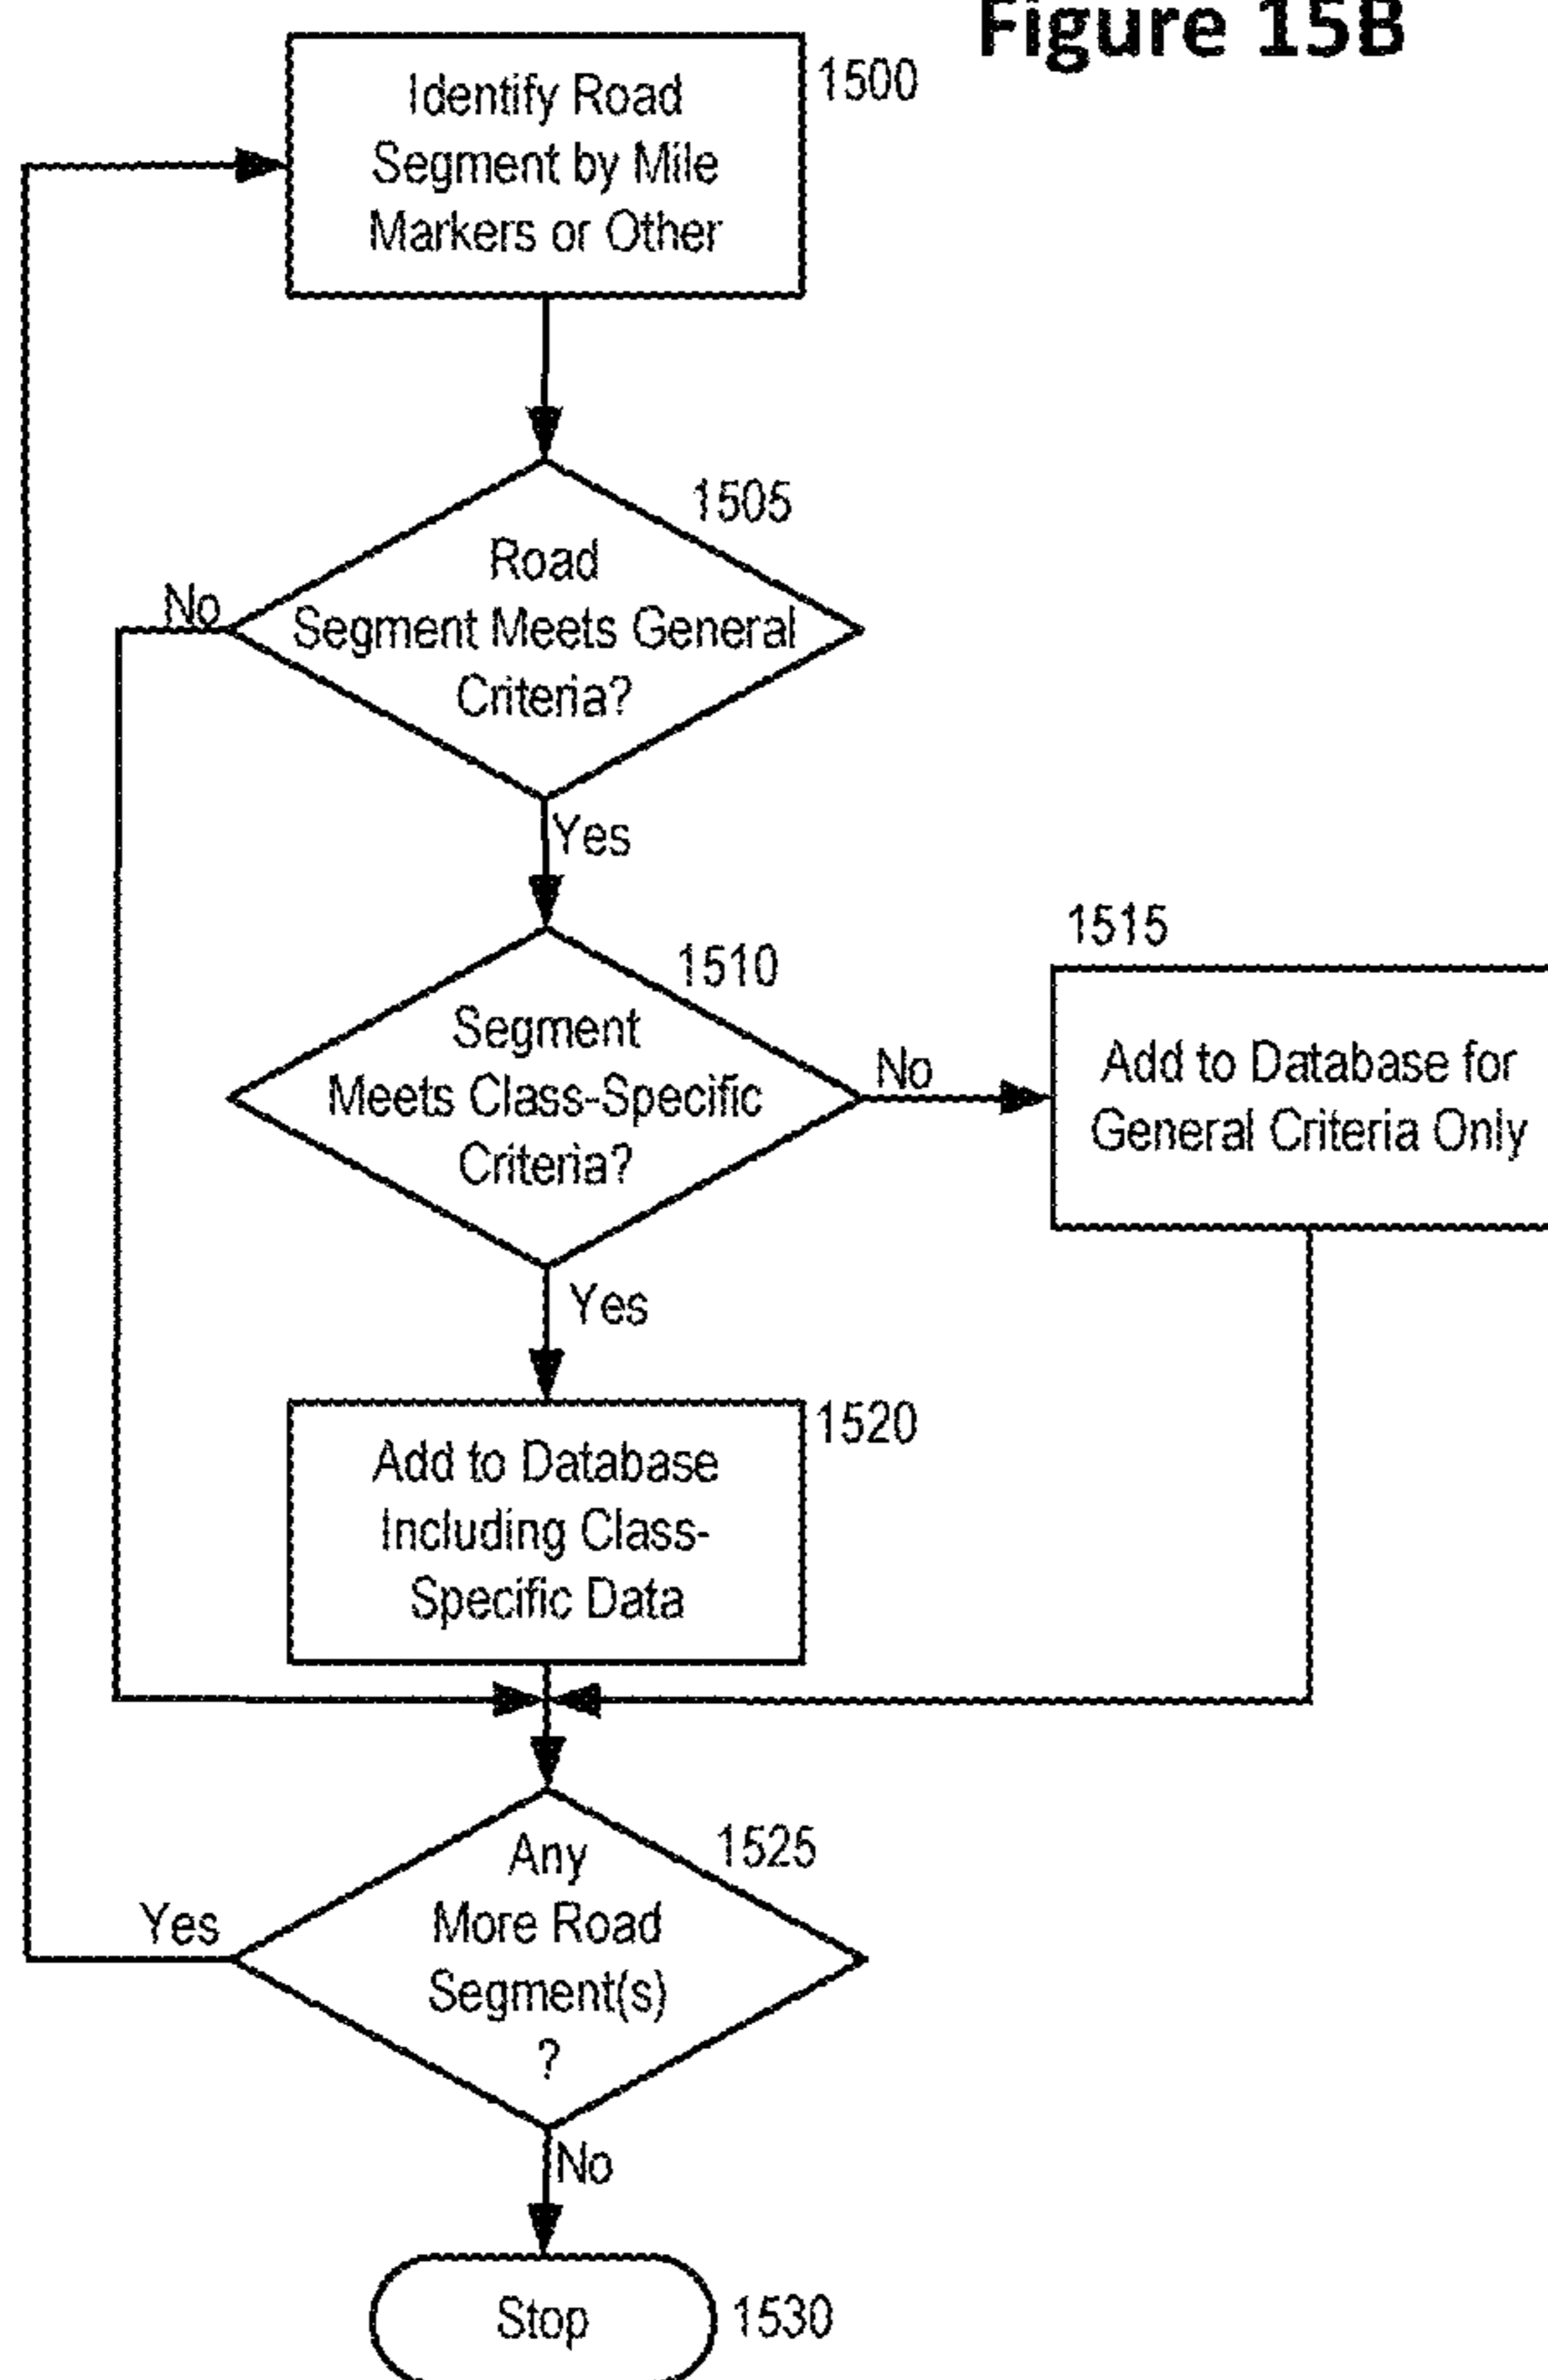 Figure 15B
Identify Road
Segment by Mile
Markers or Other
1500
1505
Road
Segment Meets General
Criteria?
No
Yes
1510
Segment
Meets Class-Specific
Criteria?
No
1515
Add to Database for
General Criteria Only
Yes
1520
Add to Database
Including Class-
Specific Data
1525
Any
More Road
Segment(s)
?
Yes
No
Stop
1530